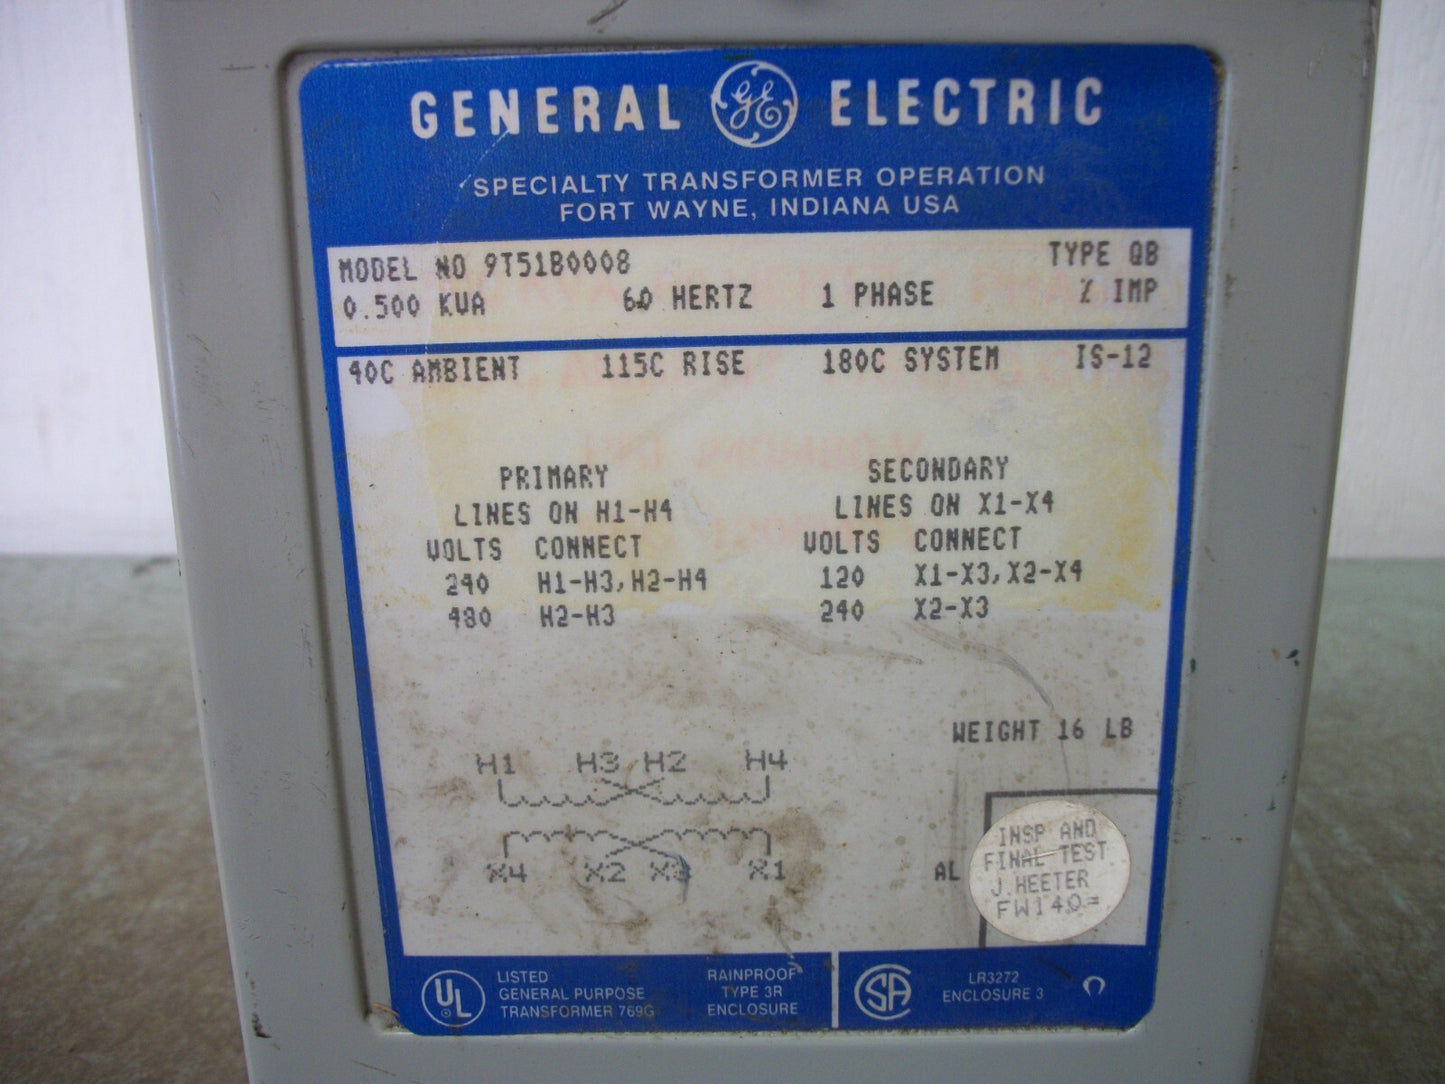 GENERAL GE ELECTRIC
SPECIALTY TRANSFORMER OPERATION
FORT WAYNE, INDIANA USA
MODEL NO 9T51B0008 TYPE QB
0.500 KVA 60 HERTZ 1 PHASE % IMP
40C AMBIENT 115C RISE 180C SYSTEM IS-12
PRIMARY
LINES ON H1-H4
VOLTS CONNECT
240 H1-H3,H2-H4
480 H2-H3
SECONDARY
LINES ON X1-X4
VOLTS CONNECT
120 X1-X3,X2-X4
240 X2-X3
WEIGHT 16 LB
H1 H3 H2 H4
X4 X2 X3 X1
AL
INSP AND
FINAL TEST
J.HEETER
FW140=
UL
LISTED
GENERAL PURPOSE
TRANSFORMER 769G
RAINPROOF
TYPE 3R
ENCLOSURE
CSA
LR3272
ENCLOSURE 3